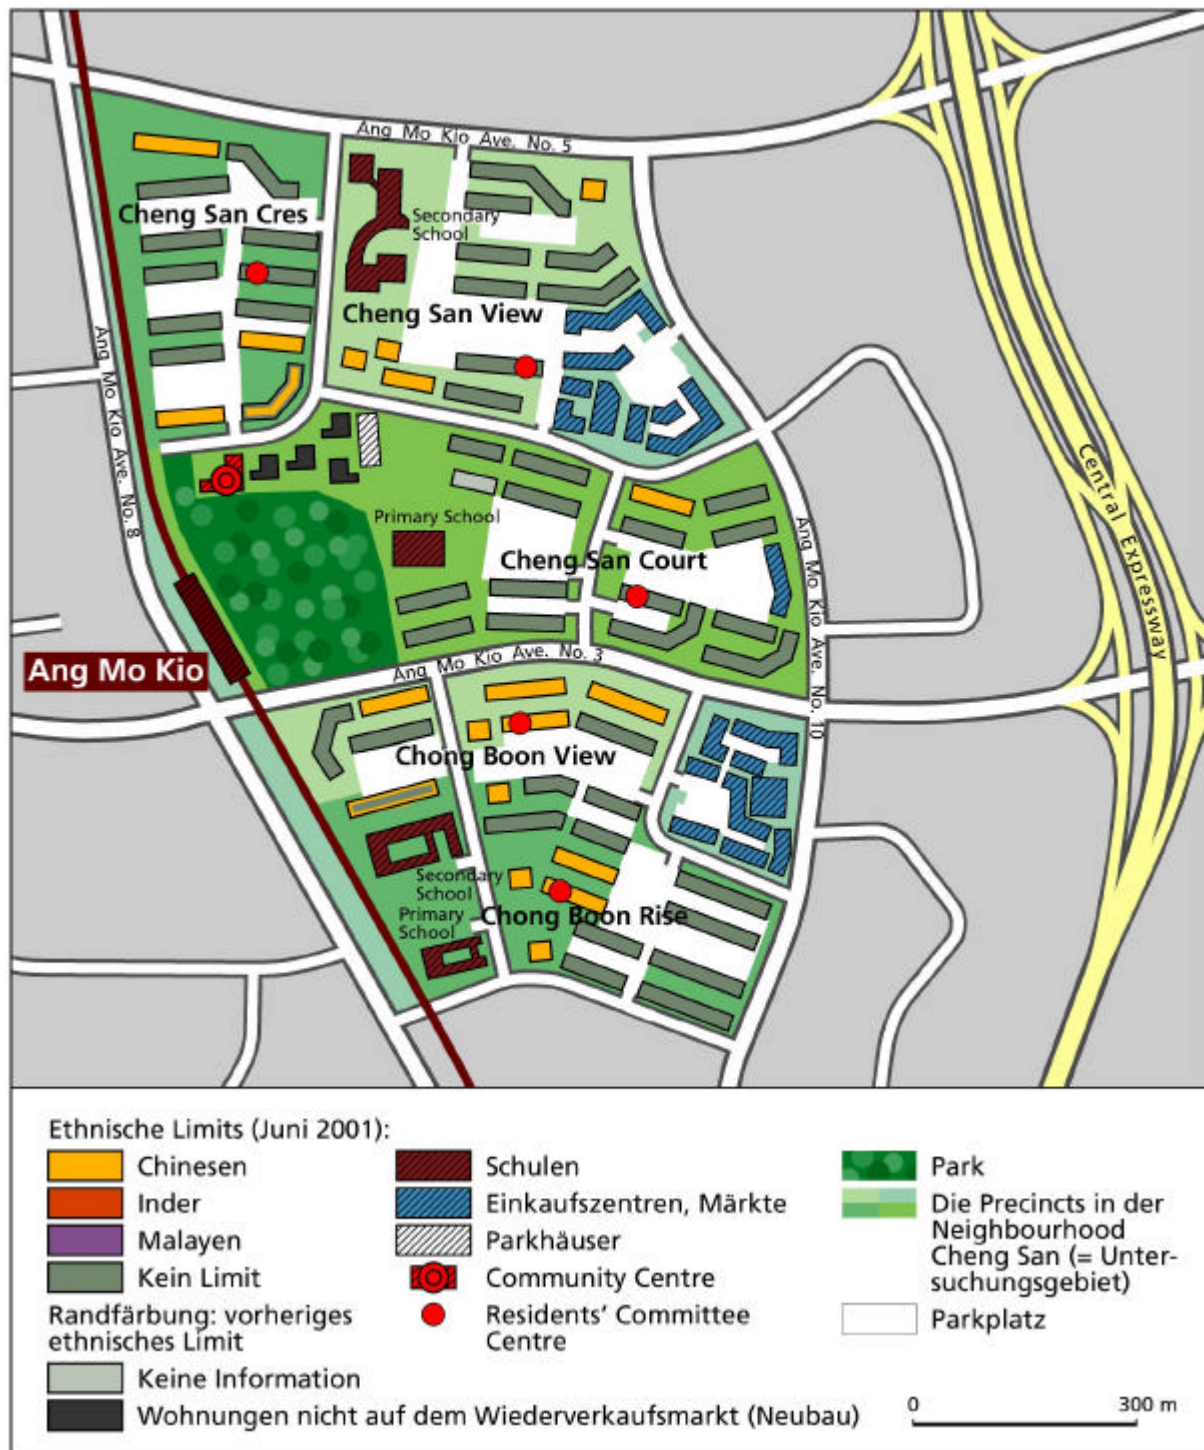 Ang Mo Kio Ave. No. 5
Cheng San Cres
Secondary
School
Cheng San View
Ang Mo Kio Ave. No. 8
Central Expressway
Primary School
Cheng San Court
Ang Mo Kio Ave. No. 10
Ang Mo Kio Ave. No. 3
Ang Mo Kio
Chong Boon View
Secondary
School
Primary
School
Chong Boon Rise
Ethnische Limits (Juni 2001):
Chinesen
Inder
Malayen
Kein Limit
Randfärbung: vorheriges
ethnisches Limit
Keine Information
Wohnungen nicht auf dem Wiederverkaufsmarkt (Neubau)
Schulen
Einkaufszentren, Märkte
Parkhäuser
Community Centre
Residents' Committee
Centre
Park
Die Precincts in der
Neighbourhood
Cheng San (= Unter-
suchungsgebiet)
Parkplatz
0 300 m